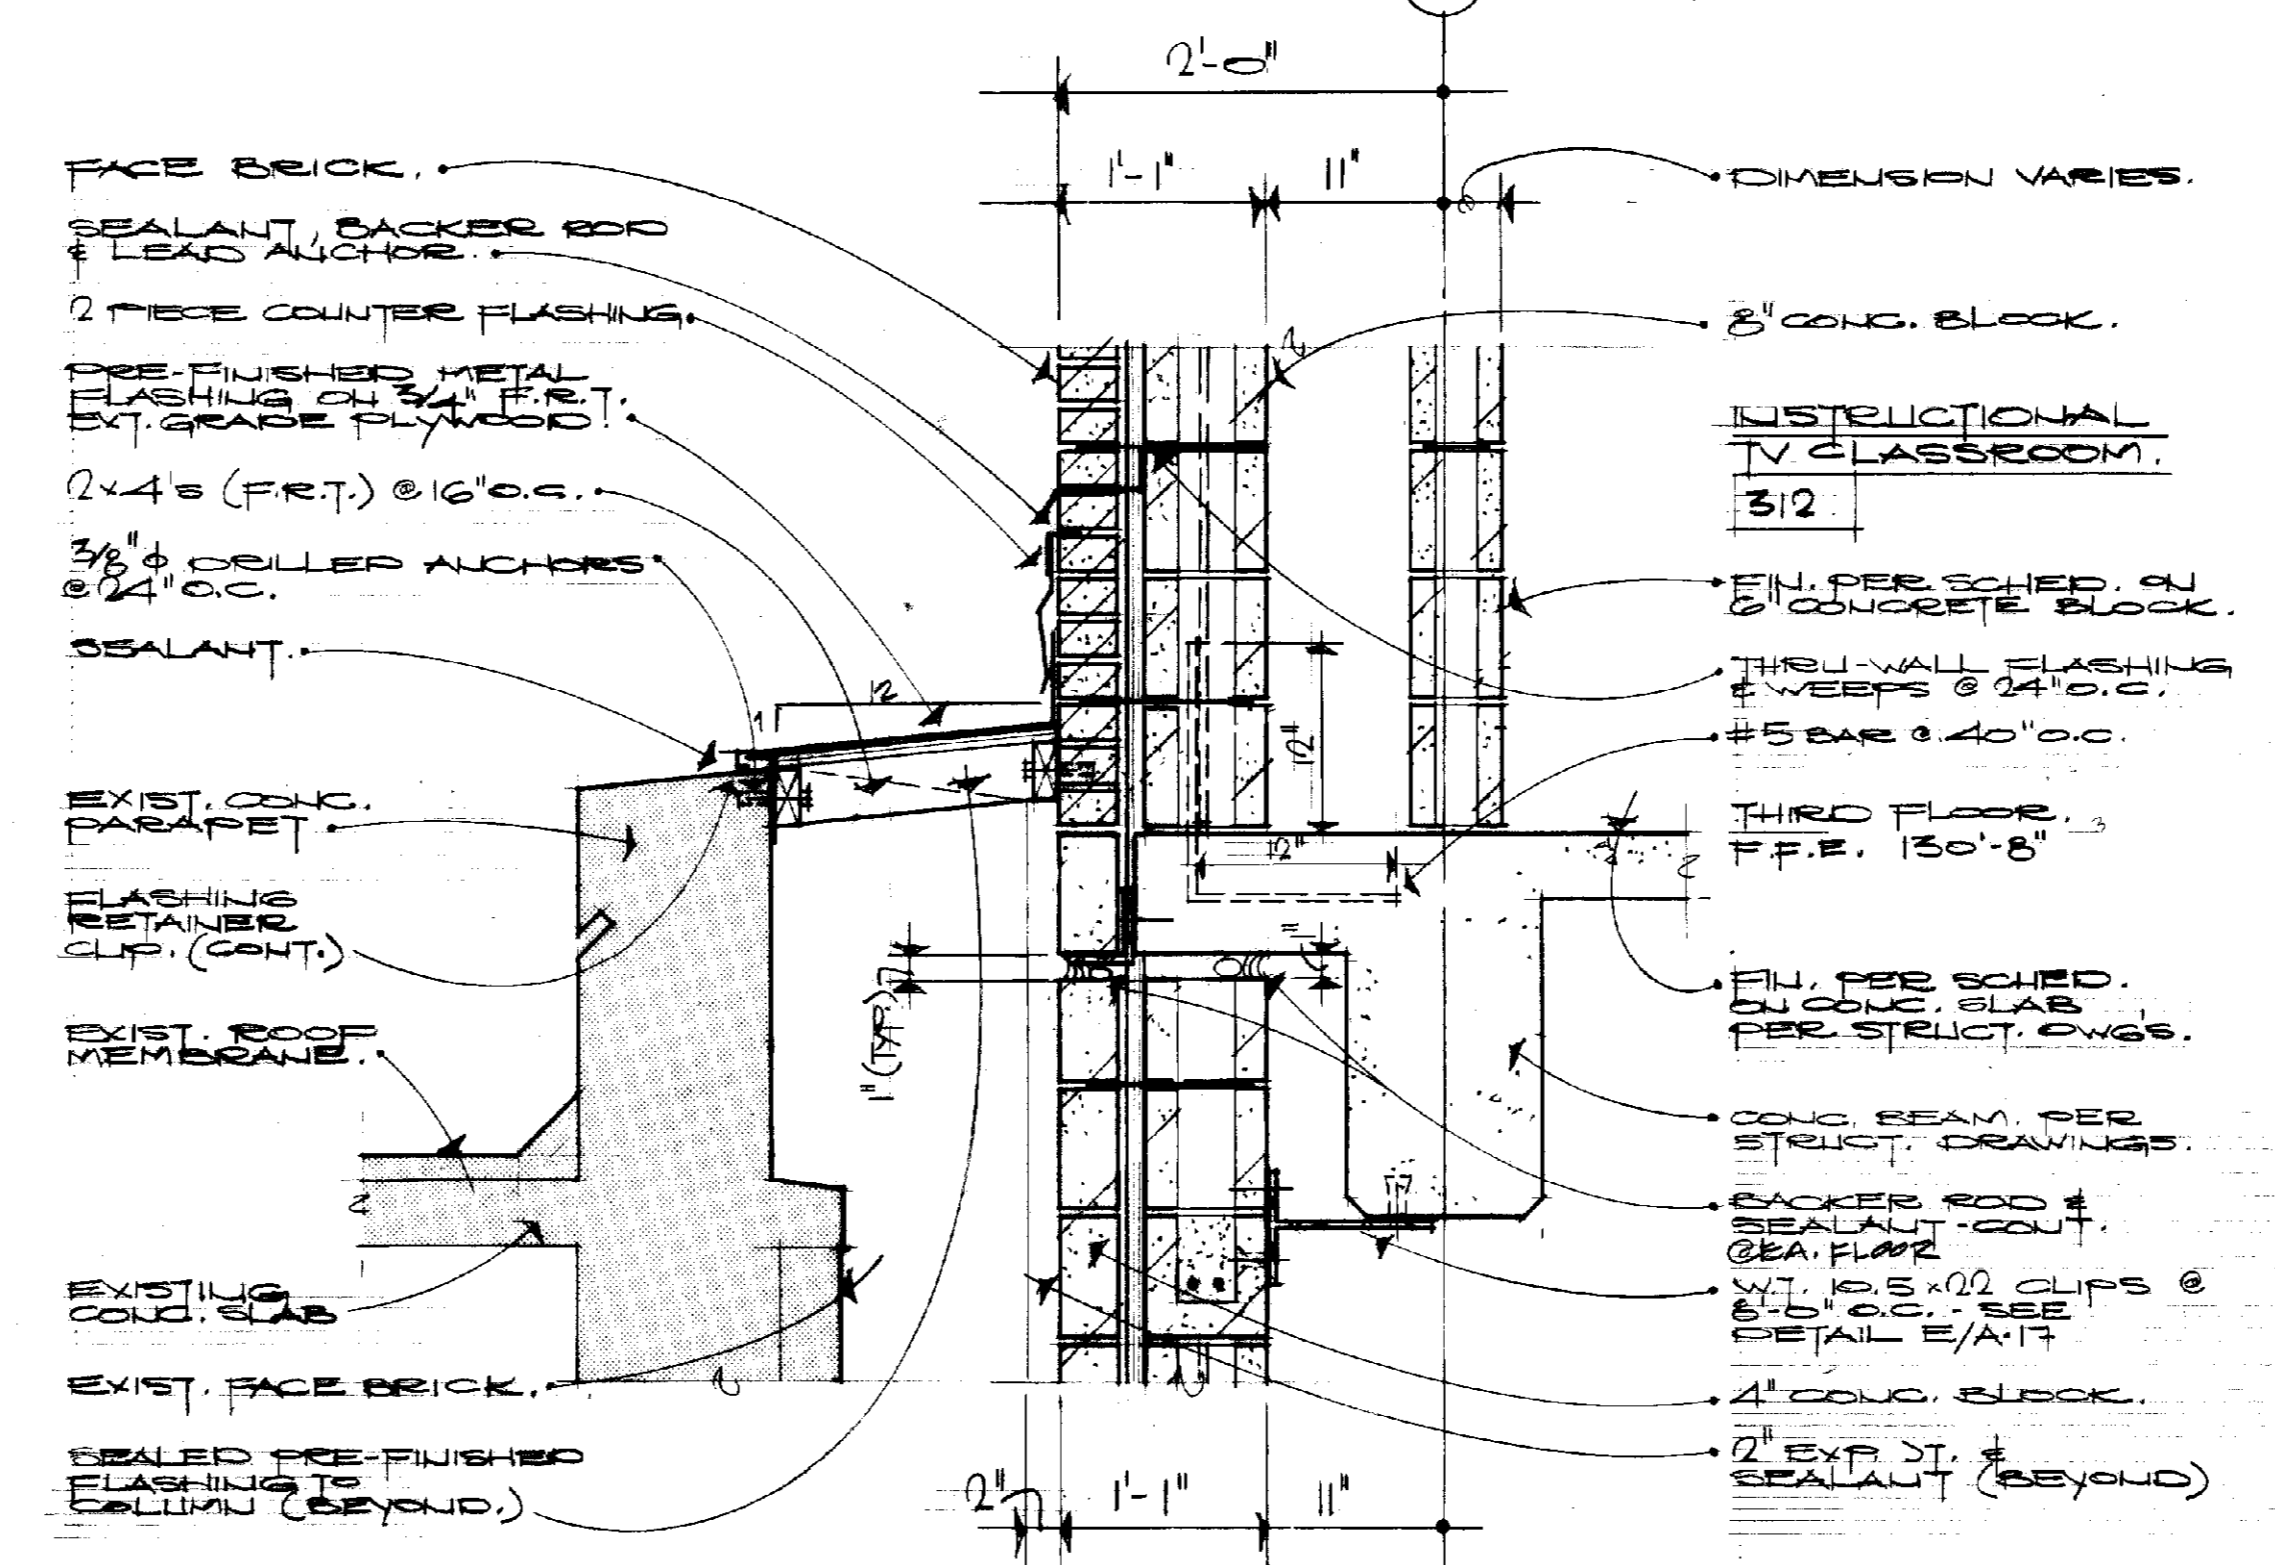 2'-0"
1'-1"
11"
FACE BRICK.
SEALANT, BACKER ROD
& LEAD ANCHOR.
2 PIECE COUNTER FLASHING.
PRE-FINISHED METAL
FLASHING ON 3/4" F.R.T.
EXT. GRADE PLYWOOD.
2x4's (F.R.T.) @ 16" O.C.
3/8" φ DRILLED ANCHORS
@ 24" O.C.
SEALANT.
EXIST. CONC.
PARAPET
FLASHING
RETAINER
CLIP. (CONT.)
EXIST. ROOF
MEMBRANE.
EXISTING
CONC. SLAB
EXIST. FACE BRICK.
SEALED PRE-FINISHED
FLASHING TO
COLUMN (BEYOND.)
12
1
12"
12"
1"
1" (TYP.)
2"
1'-1"
11"
DIMENSION VARIES.
8" CONC. BLOCK.
INSTRUCTIONAL
TV CLASSROOM.
312
FIN. PER SCHED. ON
6" CONCRETE BLOCK.
THRU-WALL FLASHING
& WEEPS @ 24" O.C.
#5 BAR @ 40" O.C.
THIRD FLOOR.
F.F.E. 130'-8"
FIN. PER SCHED.
ON CONC. SLAB
PER STRUCT. DWGS.
CONC. BEAM. PER
STRUCT. DRAWINGS.
BACKER ROD &
SEALANT-CONT.
@ EA. FLOOR
W.T. 10.5 x22 CLIPS @
8'-0" O.C. - SEE
DETAIL E/A-17
4" CONC. BLOCK.
2" EXP. JT. &
SEALANT (BEYOND)